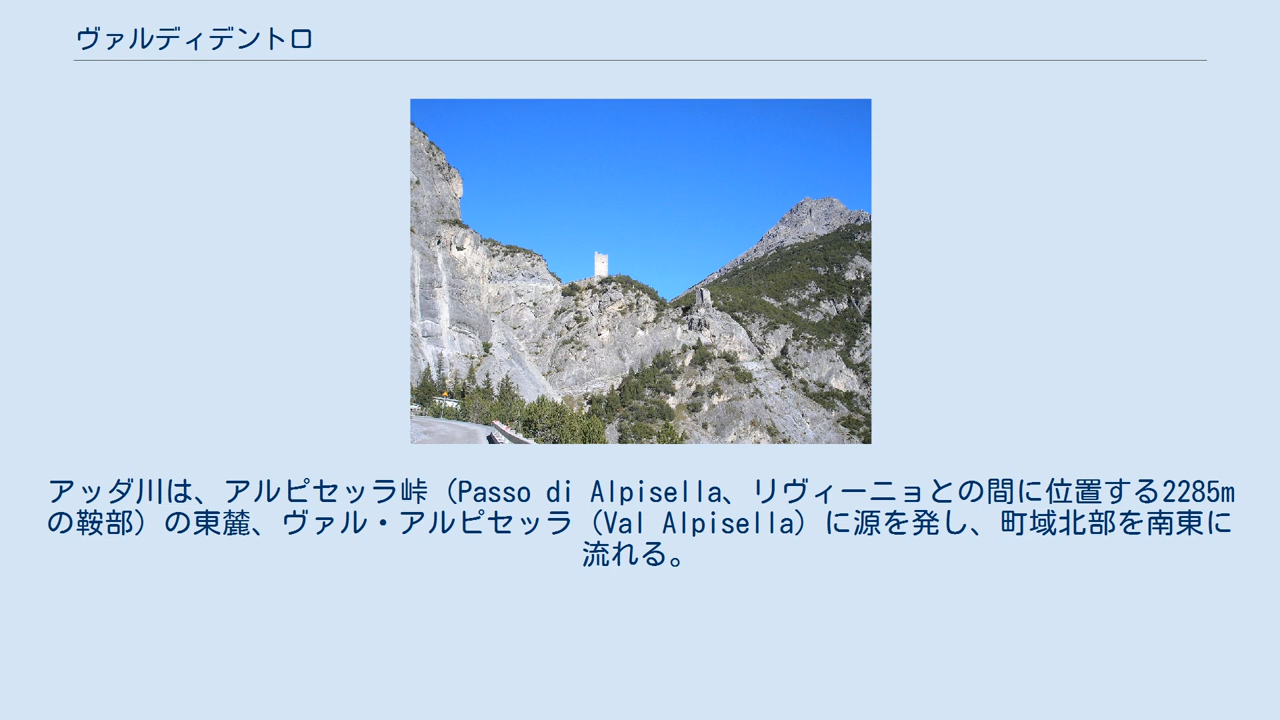 ヴァルディデントロ
アッダ川は、アルピセッラ峠（Passo di Alpisella、リヴィーニョとの間に位置する2285m
の鞍部）の東麓、ヴァル・アルピセッラ（Val Alpisella）に源を発し、町域北部を南東に
流れる。